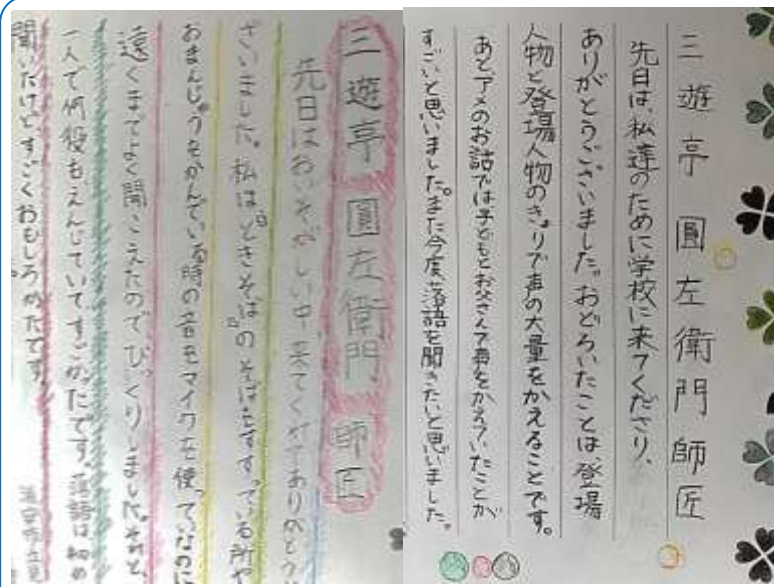 三遊亭 圓左衛門師匠
先日は、私達のために学校に来てくださり、
ありがとうございました。おどろいたことは、登場
人物と登場人物のきょりで声の大量をかえることです。
あとアメのお話では子どもとお父さんで声をかえていたことが
すごいと思いました。また今度落語を聞きたいと思いました。
三遊亭 圓左衛門 師匠
先日はおいそがしい中、来てくださりありがとうご
ざいました。私は『ときそば』のそばをすすっている所や
おまんじゅうをかんでいる時の音もマイクを使っていないのに
遠くまでよく聞こえたのでびっくりしました。それと、
一人で何役もえんじていてすごかったです。落語は初め
聞いたけどすごくおもしろかったです。